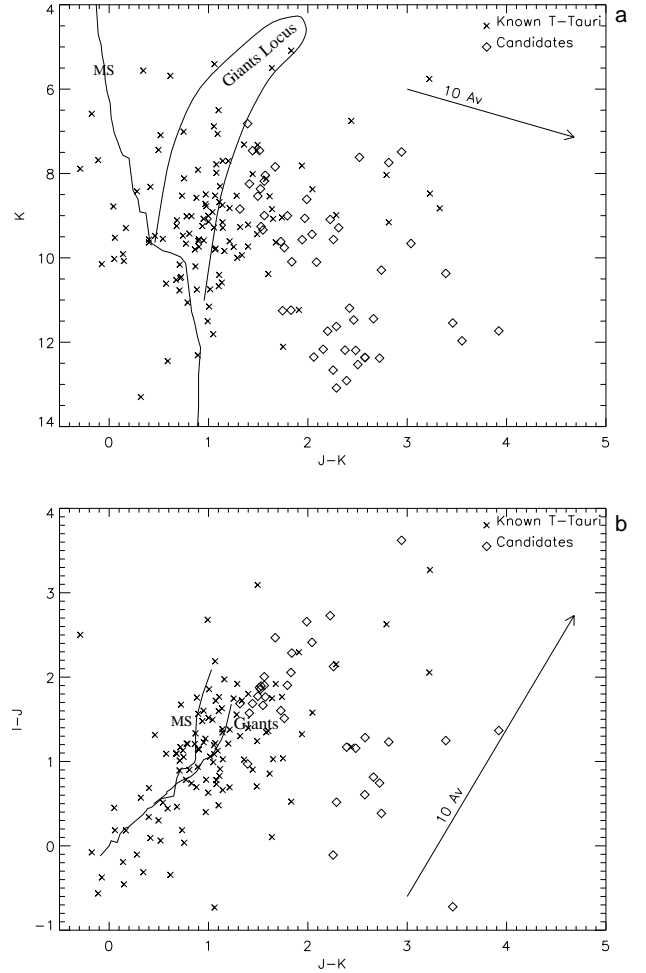 a
4
6
8
10
12
14
K
0
1
2
3
4
5
J-K
MS
Giants Locus
Known T-Tauri
Candidates
10 Av
b
4
3
2
1
0
-1
I-J
0
1
2
3
4
5
J-K
MS
Giants
Known T-Tauri
Candidates
10 Av